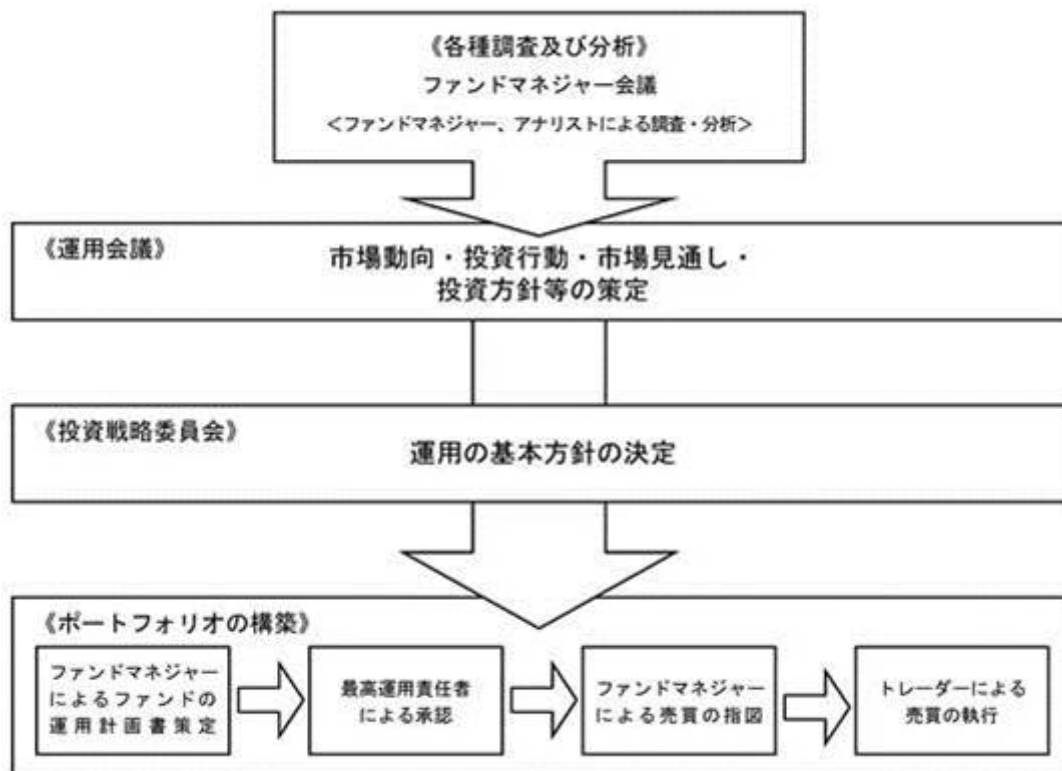 《各種調査及び分析》
ファンドマネジャー会議
<ファンドマネジャー、アナリストによる調査・分析>
《運用会議》
市場動向・投資行動・市場見通し・
投資方針等の策定
《投資戦略委員会》
運用の基本方針の決定
《ポートフォリオの構築》
ファンドマネジャー
によるファンドの
運用計画書策定
最高運用責任者
による承認
ファンドマネジャー
による売買の指図
トレーダーによる
売買の執行